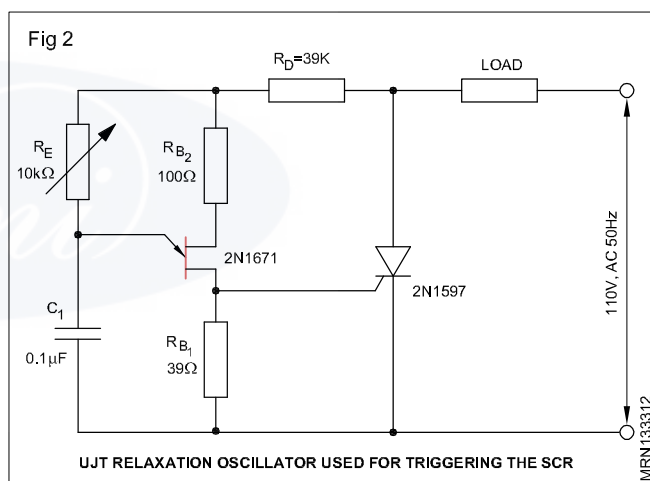 Fig 2
R_D=39K
LOAD
R_E
10kΩ
R_B2
100Ω
2N1671
2N1597
C_1
0.1µF
R_B1
39Ω
110V, AC 50Hz
UJT RELAXATION OSCILLATOR USED FOR TRIGGERING THE SCR
MRN133312